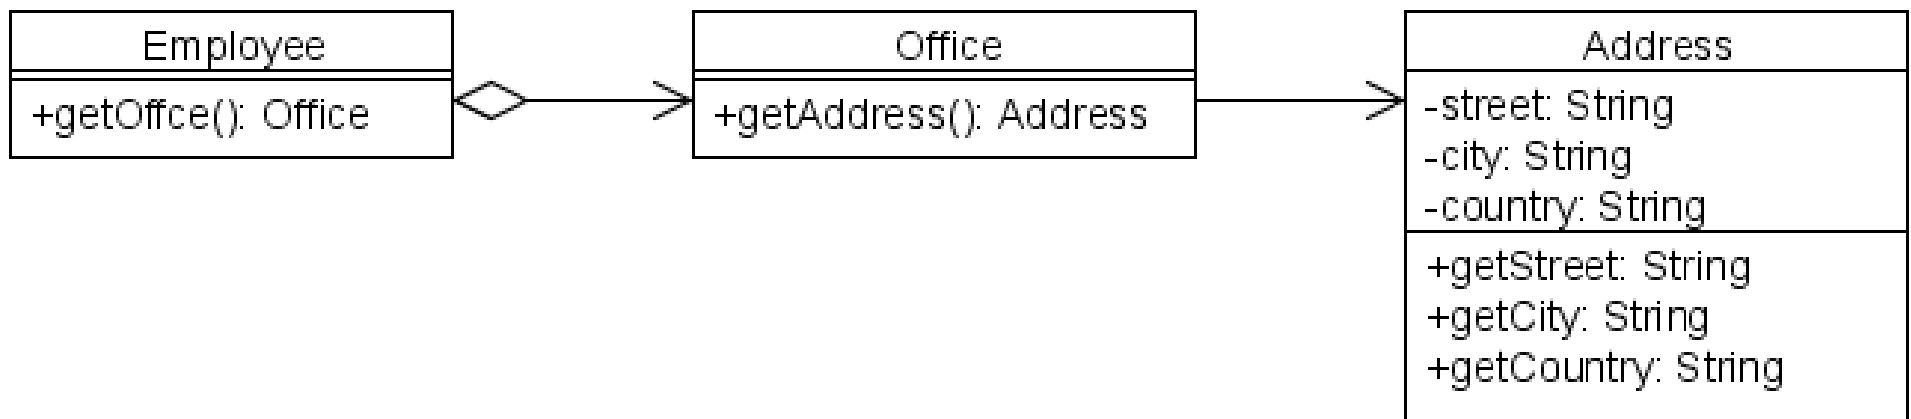 Employee
+getOffce(): Office
Office
+getAddress(): Address
Address
-street: String
-city: String
-country: String
+getStreet: String
+getCity: String
+getCountry: String